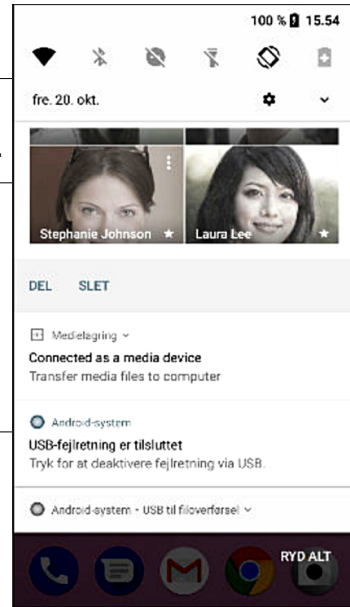 100 % 15.54
fre. 20. okt.
Stephanie Johnson
Laura Lee
DEL SLET
Medielagring
Connected as a media device
Transfer media files to computer
Android-system
USB-fejlretning er tilsluttet
Tryk for at deaktivere fejlretning via USB.
Android-system • USB til filoverførsel
RYD ALT